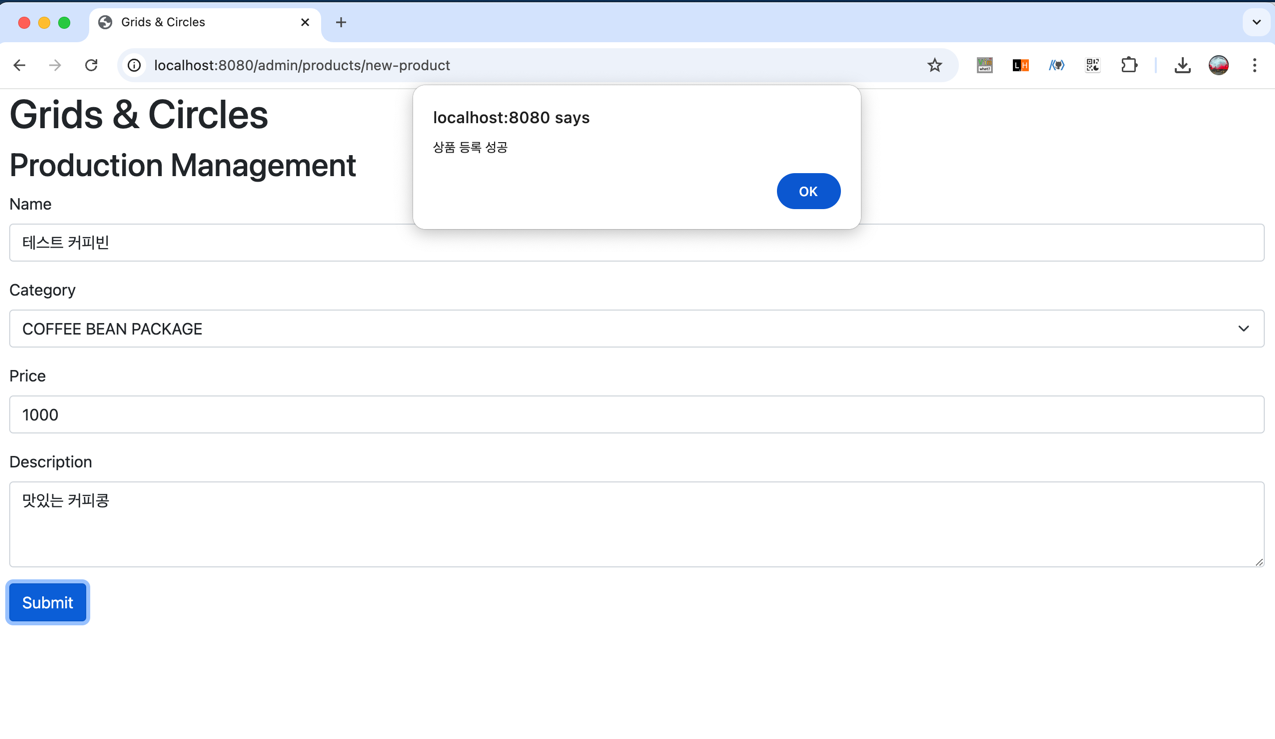 Grids & Circles
localhost:8080/admin/products/new-product
Grids & Circles
localhost:8080 says
상품 등록 성공
OK
Production Management
Name
테스트 커피빈
Category
COFFEE BEAN PACKAGE
Price
1000
Description
맛있는 커피콩
Submit